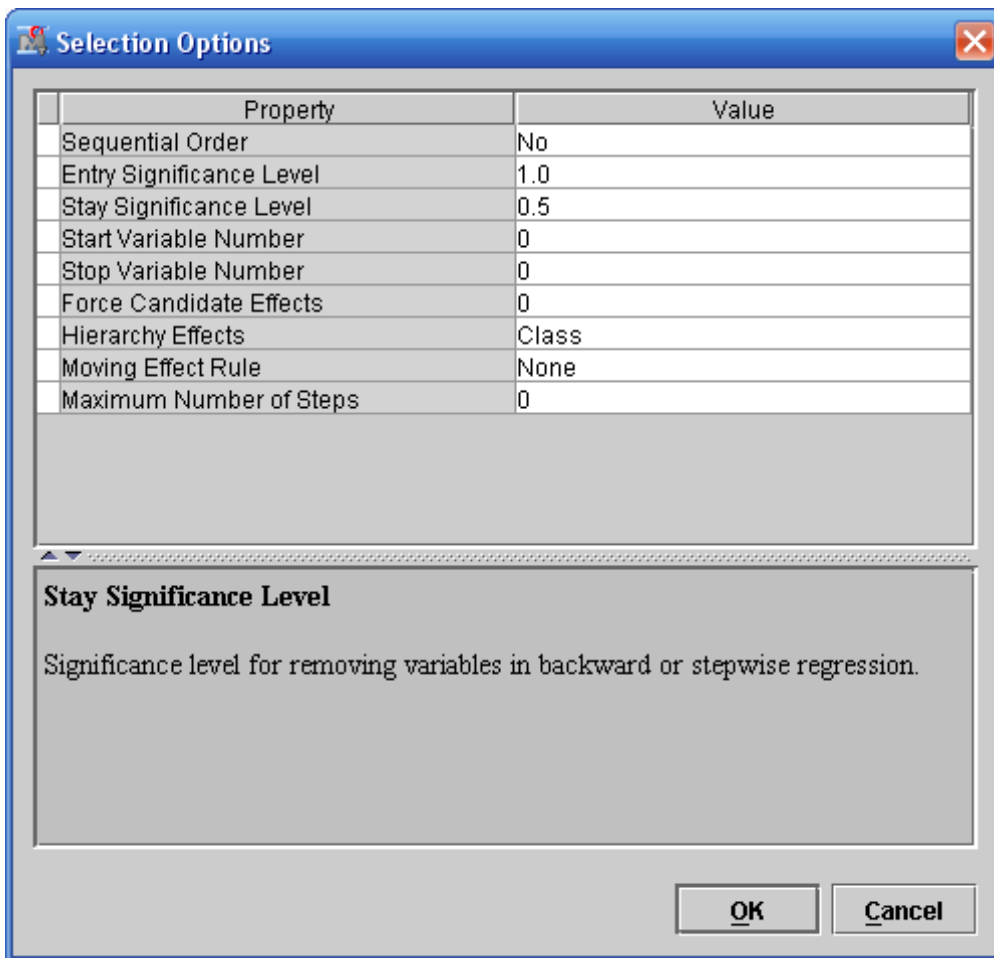 Selection Options
Property Value
Sequential Order No
Entry Significance Level 1.0
Stay Significance Level 0.5
Start Variable Number 0
Stop Variable Number 0
Force Candidate Effects 0
Hierarchy Effects Class
Moving Effect Rule None
Maximum Number of Steps 0
Stay Significance Level
Significance level for removing variables in backward or stepwise regression.
OK Cancel